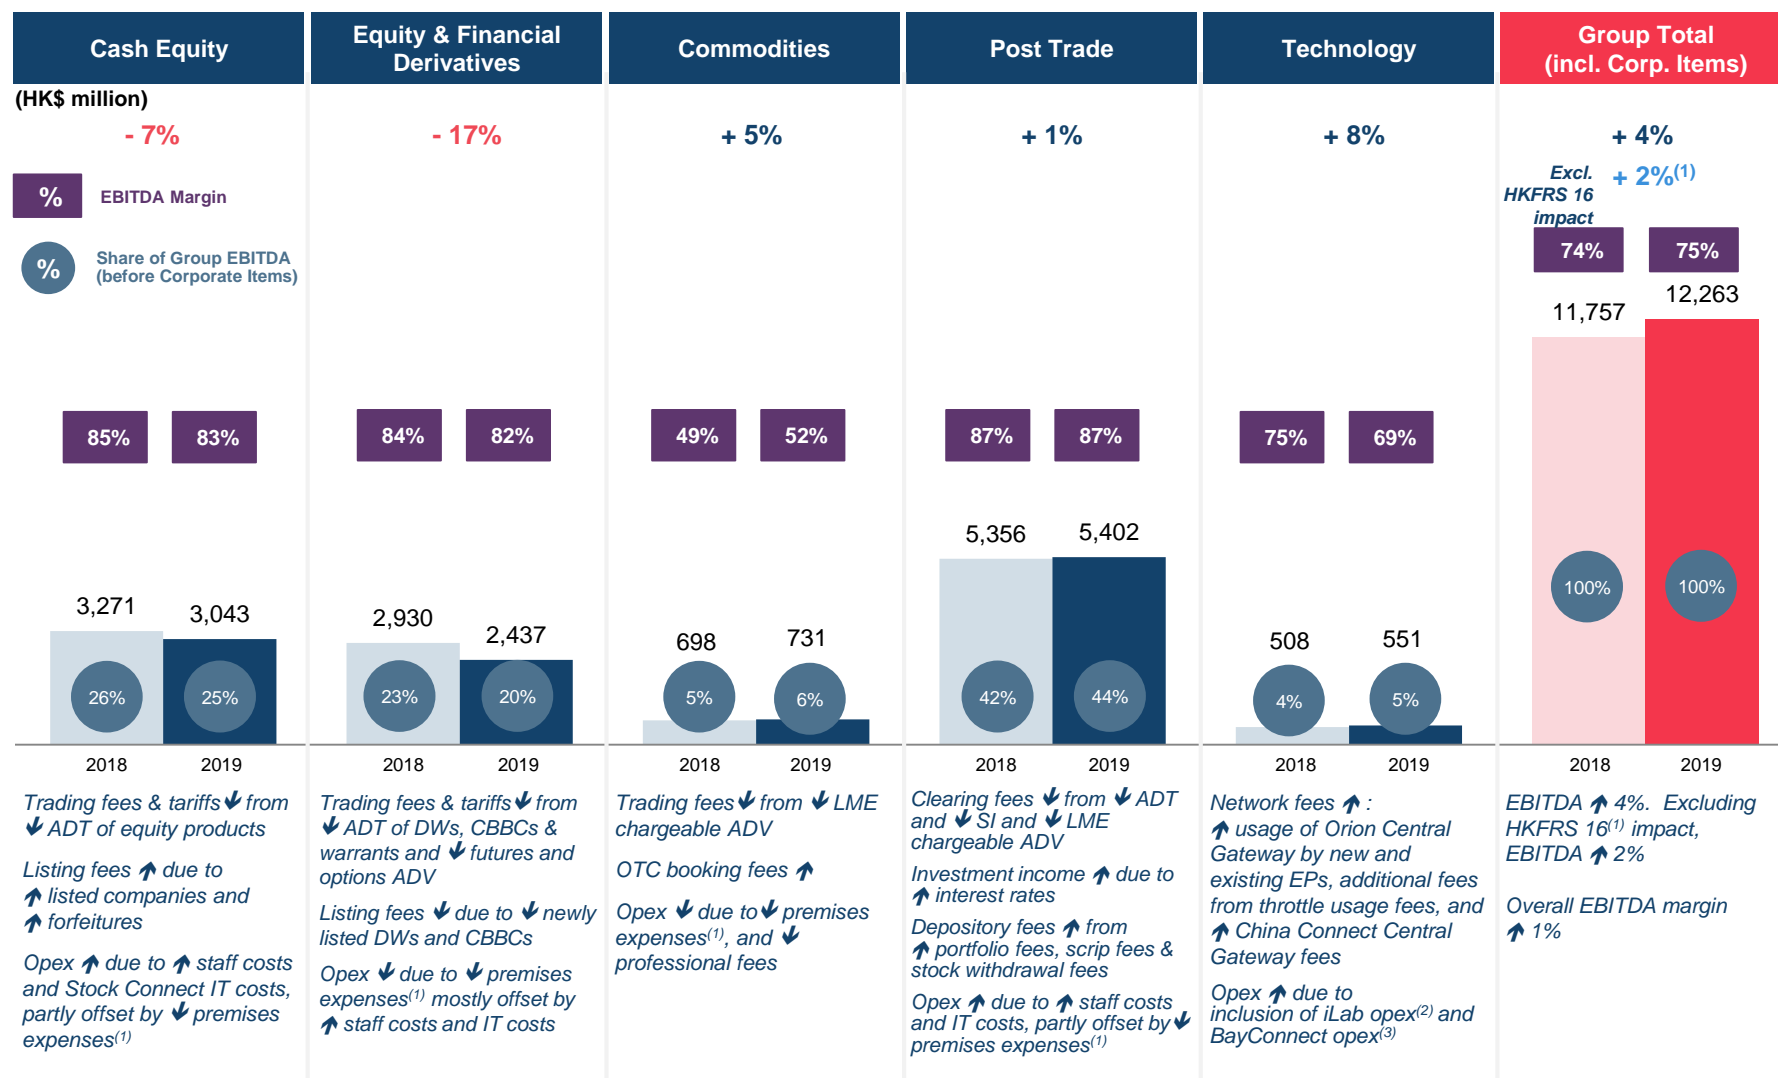 Cash Equity
Equity & Financial
Derivatives
Commodities
Post Trade
Technology
Group Total
(incl. Corp. Items)
(HK$ million)
- 7%
- 17%
+ 5%
+ 1%
+ 8%
+ 4%
Excl.
HKFRS 16
impact
+ 2%(1)
%
EBITDA Margin
%
Share of Group EBITDA
(before Corporate Items)
74%
75%
11,757
12,263
85%
83%
84%
82%
49%
52%
87%
87%
75%
69%
3,271
3,043
2,930
2,437
698
731
5,356
5,402
508
551
26%
25%
23%
20%
5%
6%
42%
44%
4%
5%
100%
100%
2018
2019
2018
2019
2018
2019
2018
2019
2018
2019
2018
2019
Trading fees & tariffs 🡻 from
🡻 ADT of equity products
Listing fees 🡹 due to
🡹 listed companies and
🡹 forfeitures
Opex 🡹 due to 🡹 staff costs
and Stock Connect IT costs,
partly offset by 🡻 premises
expenses(1)
Trading fees & tariffs 🡻 from
🡻 ADT of DWs, CBBCs &
warrants and 🡻 futures and
options ADV
Listing fees 🡻 due to 🡻 newly
listed DWs and CBBCs
Opex 🡻 due to 🡻 premises
expenses(1) mostly offset by
🡹 staff costs and IT costs
Trading fees 🡻 from 🡻 LME
chargeable ADV
OTC booking fees 🡹
Opex 🡻 due to 🡻 premises
expenses(1), and 🡻
professional fees
Clearing fees 🡻 from 🡻 ADT
and 🡻 SI and 🡻 LME
chargeable ADV
Investment income 🡹 due to
🡹 interest rates
Depository fees 🡹 from
🡹 portfolio fees, scrip fees &
stock withdrawal fees
Opex 🡹 due to 🡹 staff costs
and IT costs, partly offset by 🡻
premises expenses(1)
Network fees 🡹 :
🡹 usage of Orion Central
Gateway by new and
existing EPs, additional fees
from throttle usage fees, and
🡹 China Connect Central
Gateway fees
Opex 🡹 due to
inclusion of iLab opex(2) and
BayConnect opex(3)
EBITDA 🡹 4%. Excluding
HKFRS 16(1) impact,
EBITDA 🡹 2%
Overall EBITDA margin
🡹 1%